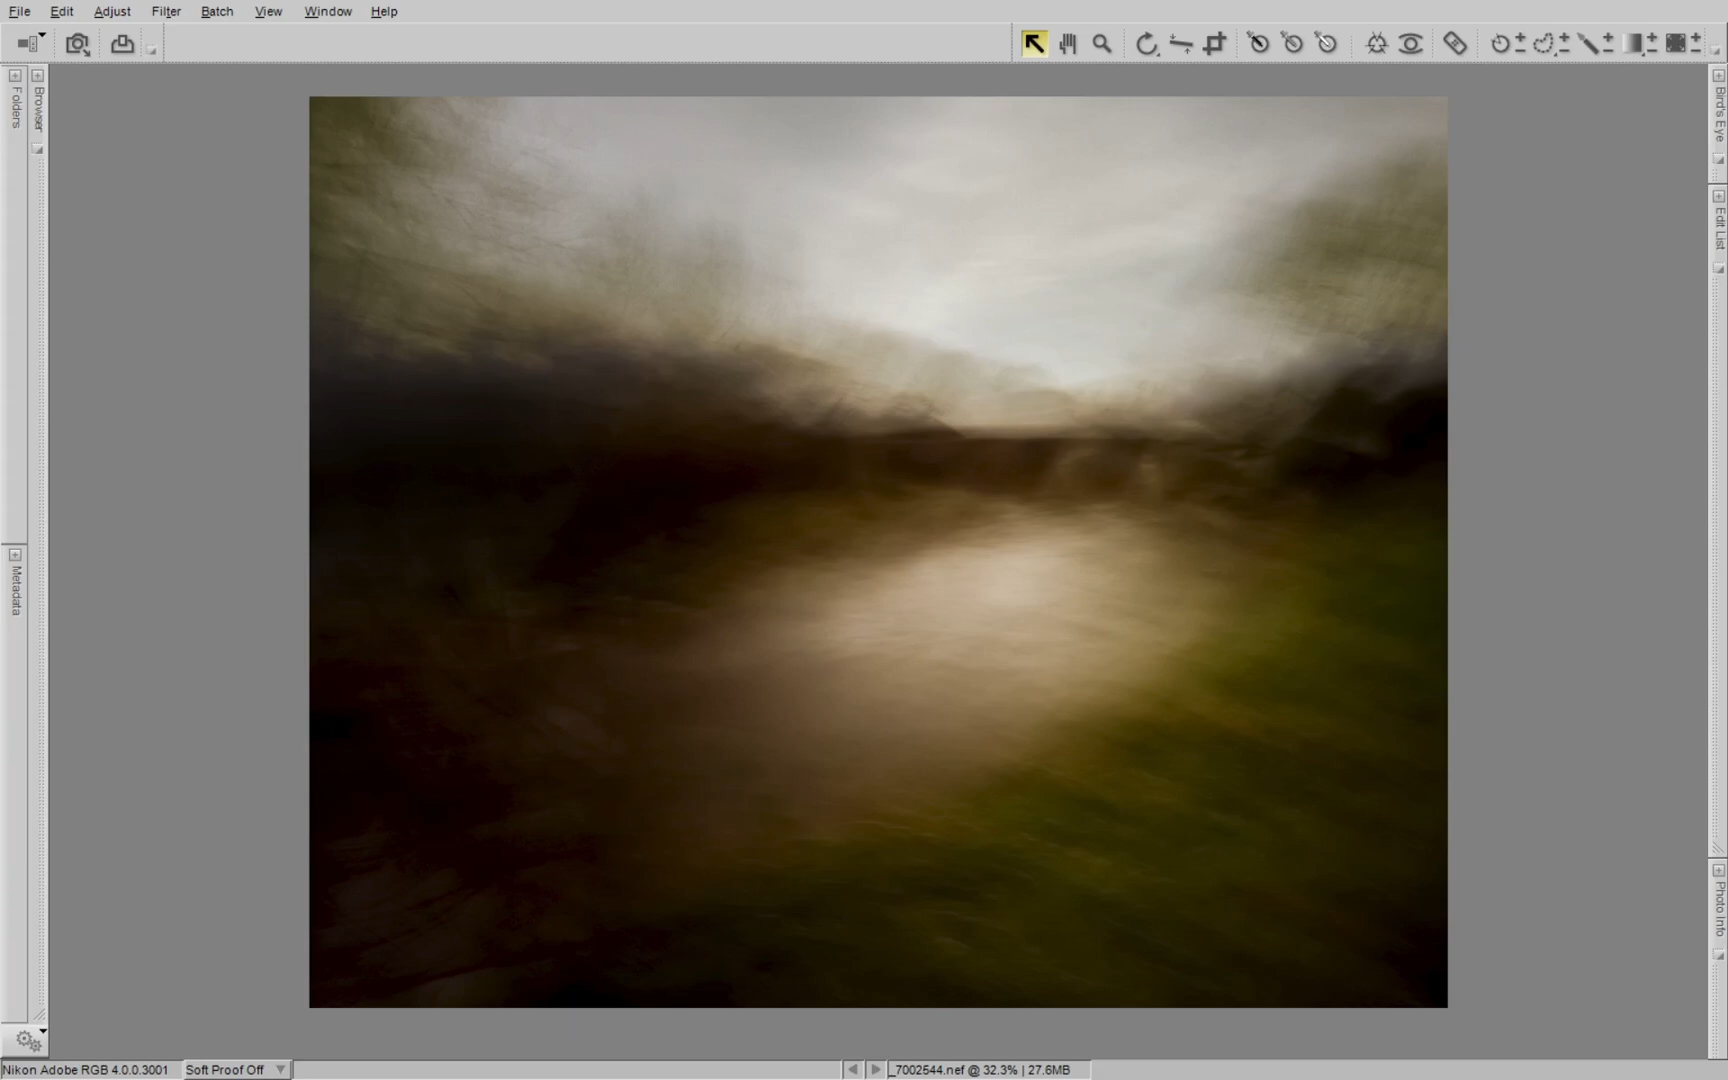 File Edit Adjust Filter Batch View Window Help
Folders
Browser
Metadata
Bird's Eye
Edit List
Photo Info
Nikon Adobe RGB 4.0.0.3001 Soft Proof Off _7002544.nef @ 32.3% | 27.6MB